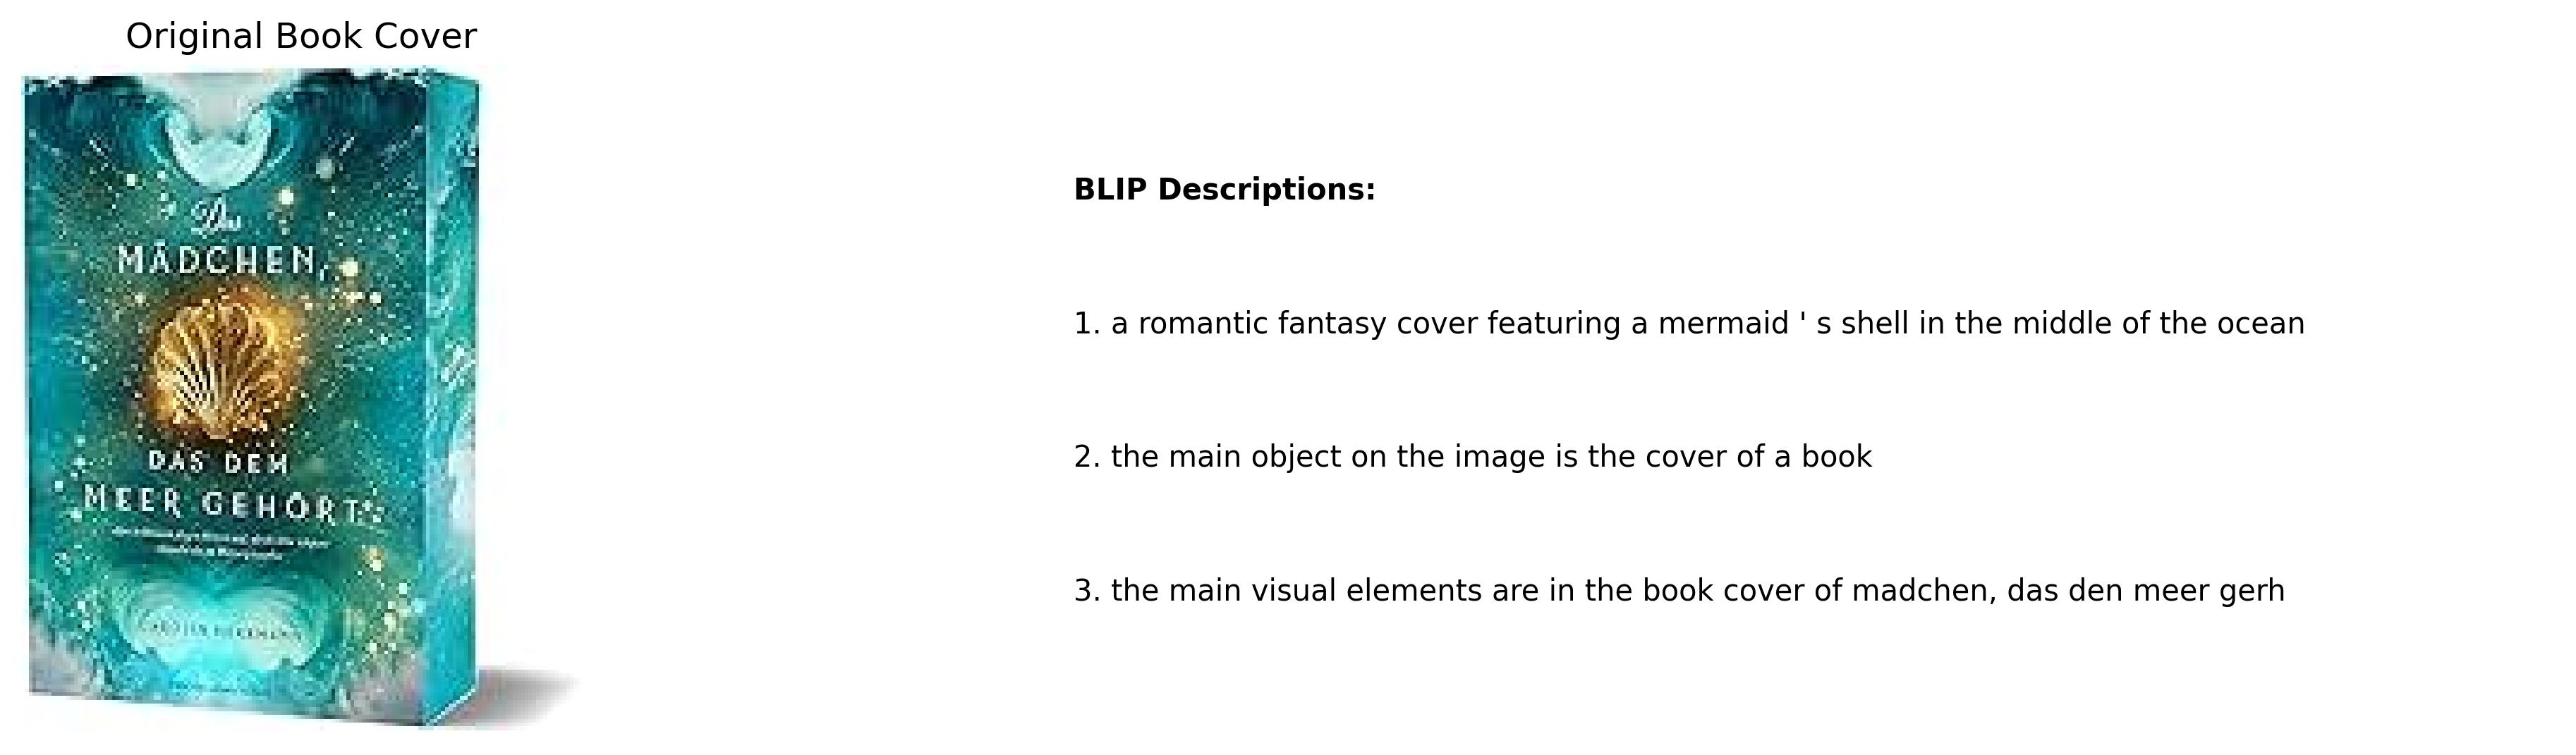 Original Book Cover
Das
MÄDCHEN,
DAS DEM
MEER GEHÖRT
BLIP Descriptions:
1. a romantic fantasy cover featuring a mermaid ' s shell in the middle of the ocean
2. the main object on the image is the cover of a book
3. the main visual elements are in the book cover of madchen, das den meer gerh